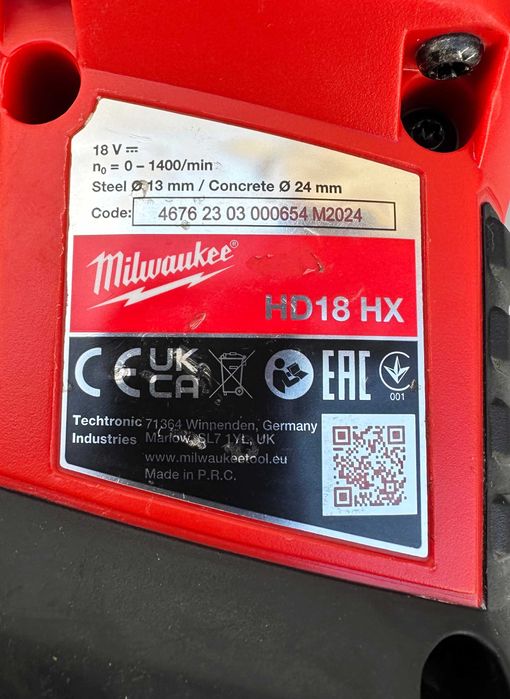 18 V ⎓
n₀ = 0 – 1400/min
Steel Ø 13 mm / Concrete Ø 24 mm
Code: 4676 23 03 000654 M2024
Milwaukee®
HD18 HX
CE UK CA EAC
001
Techtronic Industries
71364 Winnenden, Germany
Marlow, SL7 1YL, UK
www.milwaukeetool.eu
Made in P.R.C.